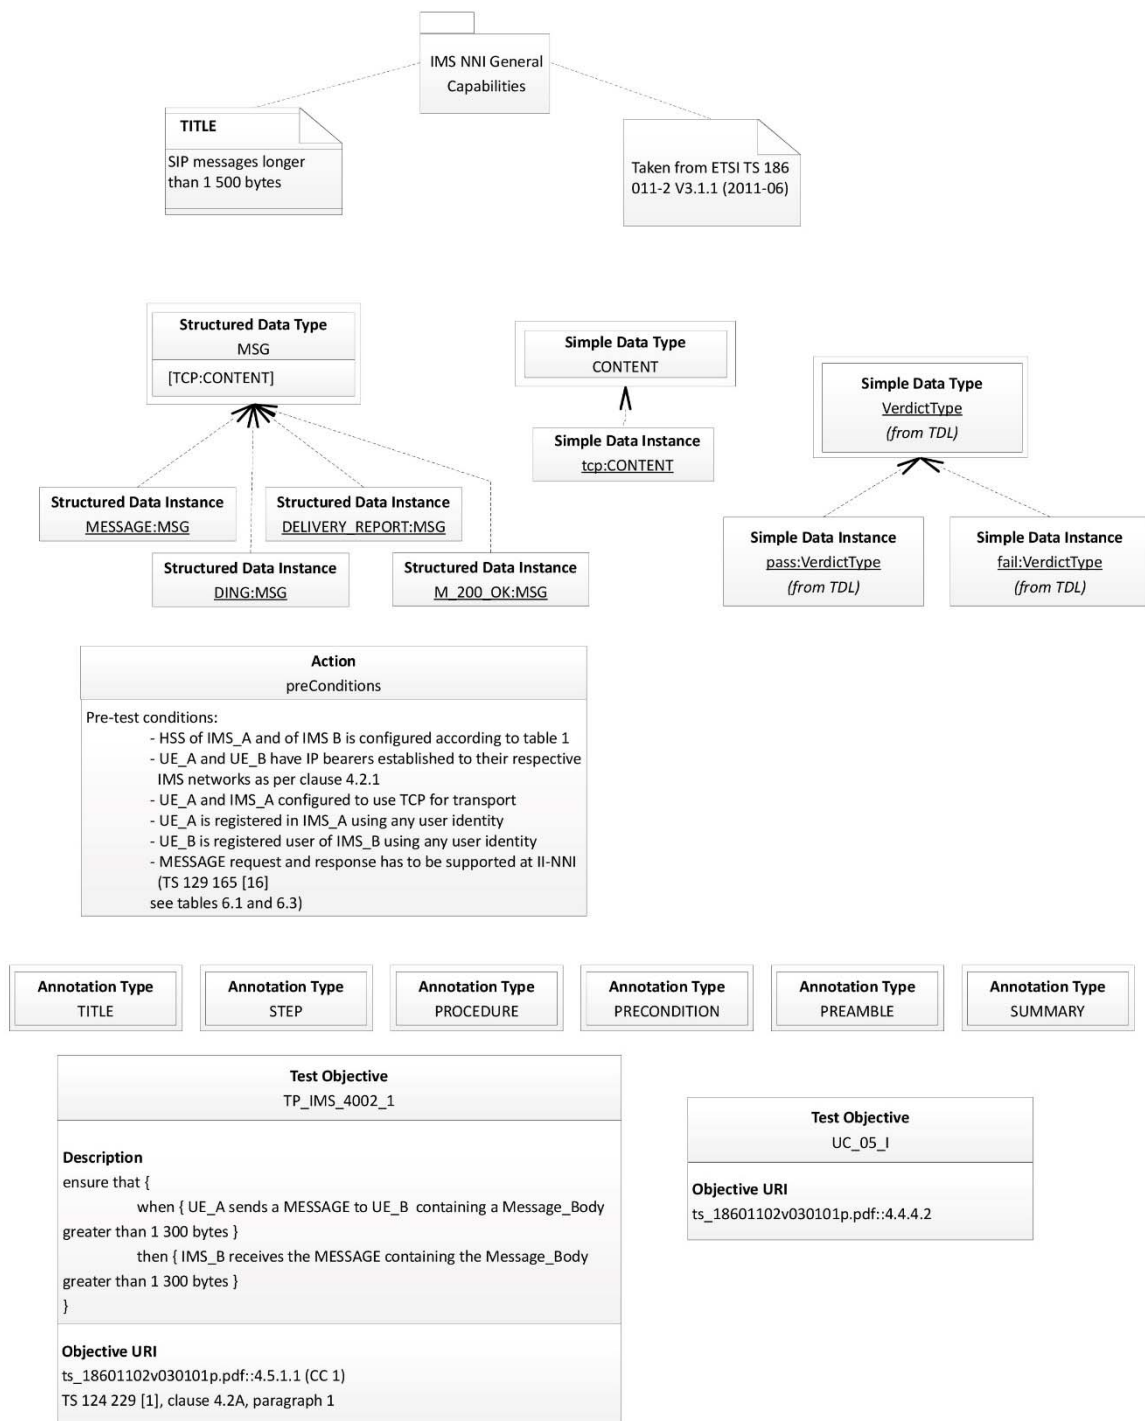 IMS NNI General
Capabilities
TITLE
SIP messages longer
than 1 500 bytes
Taken from ETSI TS 186
011-2 V3.1.1 (2011-06)
Structured Data Type
MSG
[TCP:CONTENT]
Simple Data Type
CONTENT
Simple Data Type
VerdictType
(from TDL)
Simple Data Instance
tcp:CONTENT
Structured Data Instance
MESSAGE:MSG
Structured Data Instance
DELIVERY_REPORT:MSG
Structured Data Instance
DING:MSG
Structured Data Instance
M_200_OK:MSG
Simple Data Instance
pass:VerdictType
(from TDL)
Simple Data Instance
fail:VerdictType
(from TDL)
Action
preConditions
Pre-test conditions:
- HSS of IMS_A and of IMS B is configured according to table 1
- UE_A and UE_B have IP bearers established to their respective
IMS networks as per clause 4.2.1
- UE_A and IMS_A configured to use TCP for transport
- UE_A is registered in IMS_A using any user identity
- UE_B is registered user of IMS_B using any user identity
- MESSAGE request and response has to be supported at II-NNI
(TS 129 165 [16]
see tables 6.1 and 6.3)
Annotation Type
TITLE
Annotation Type
STEP
Annotation Type
PROCEDURE
Annotation Type
PRECONDITION
Annotation Type
PREAMBLE
Annotation Type
SUMMARY
Test Objective
TP_IMS_4002_1
Description
ensure that {
when { UE_A sends a MESSAGE to UE_B containing a Message_Body
greater than 1 300 bytes }
then { IMS_B receives the MESSAGE containing the Message_Body
greater than 1 300 bytes }
}
Objective URI
ts_18601102v030101p.pdf::4.5.1.1 (CC 1)
TS 124 229 [1], clause 4.2A, paragraph 1
Test Objective
UC_05_I
Objective URI
ts_18601102v030101p.pdf::4.4.4.2